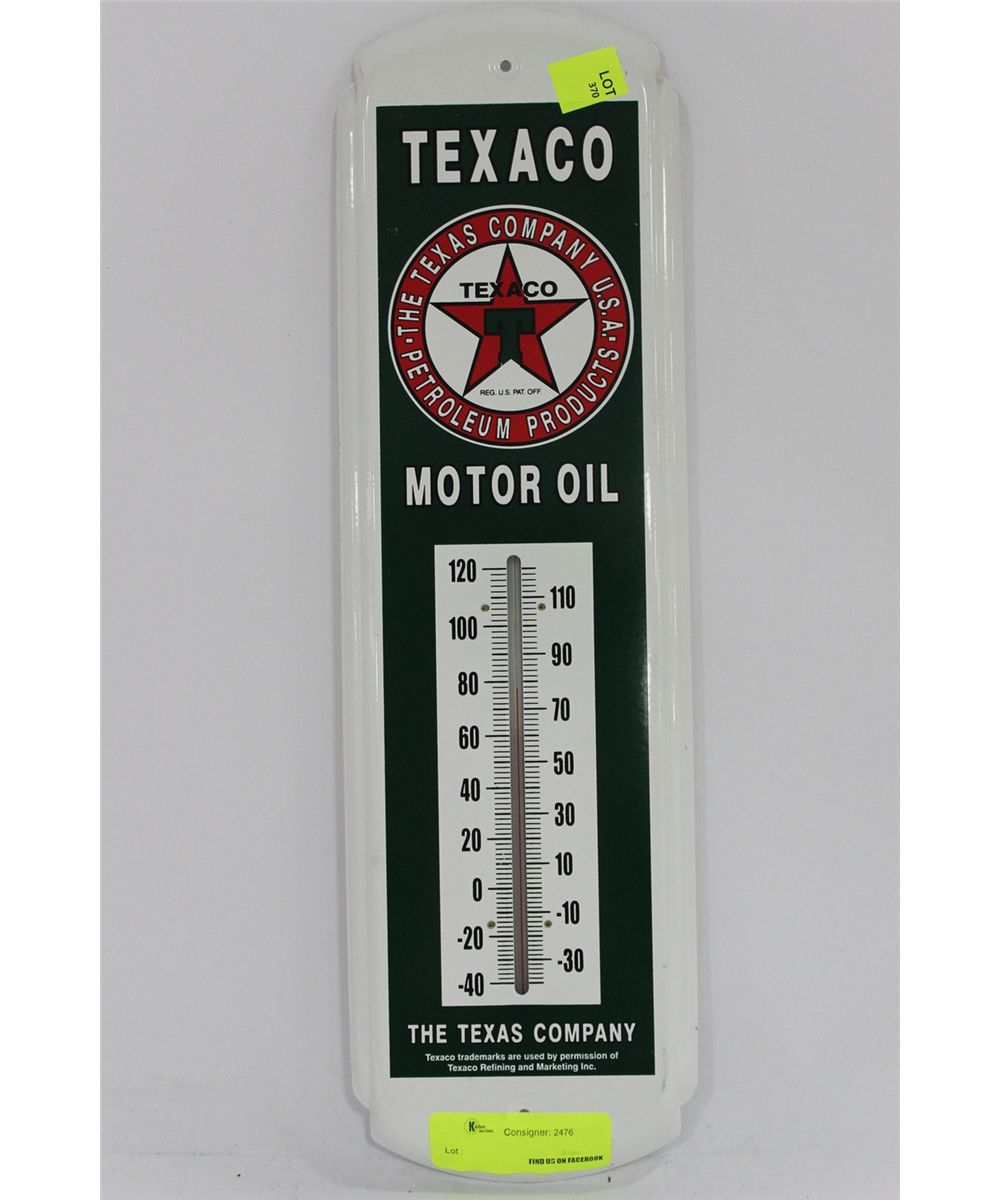 LOT
370
TEXACO
THE TEXAS COMPANY U.S.A.
TEXACO
T
REG. U.S. PAT. OFF.
PETROLEUM PRODUCTS
MOTOR OIL
120
110
100
90
80
70
60
50
40
30
20
10
0
-10
-20
-30
-40
THE TEXAS COMPANY
Texaco trademarks are used by permission of
Texaco Refining and Marketing Inc.
Consigner: 2476
Lot :
FIND US ON FACEBOOK